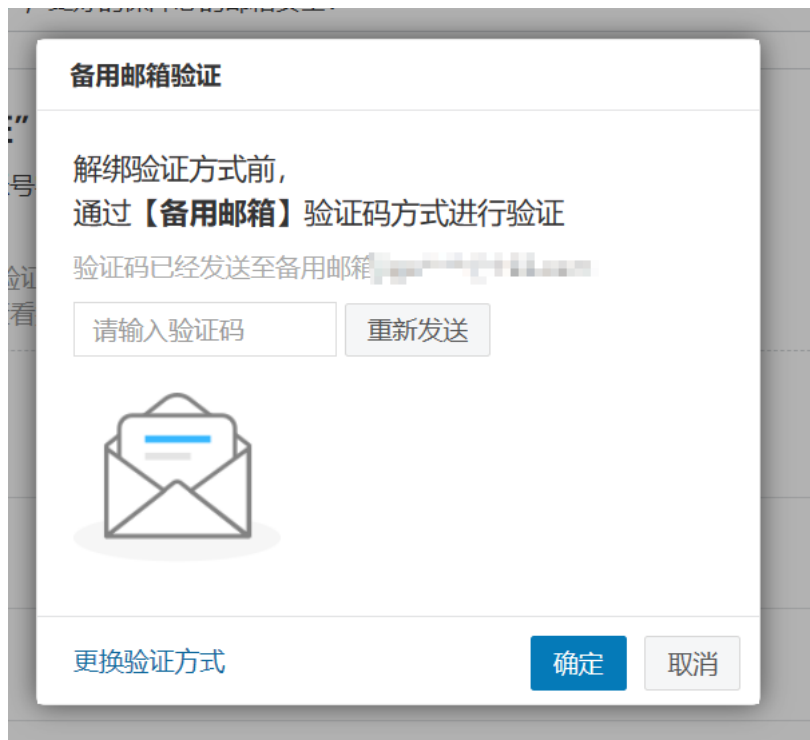 备用邮箱验证
解绑验证方式前,
通过【备用邮箱】验证码方式进行验证
验证码已经发送至备用邮箱
请输入验证码 重新发送
更换验证方式 确定 取消